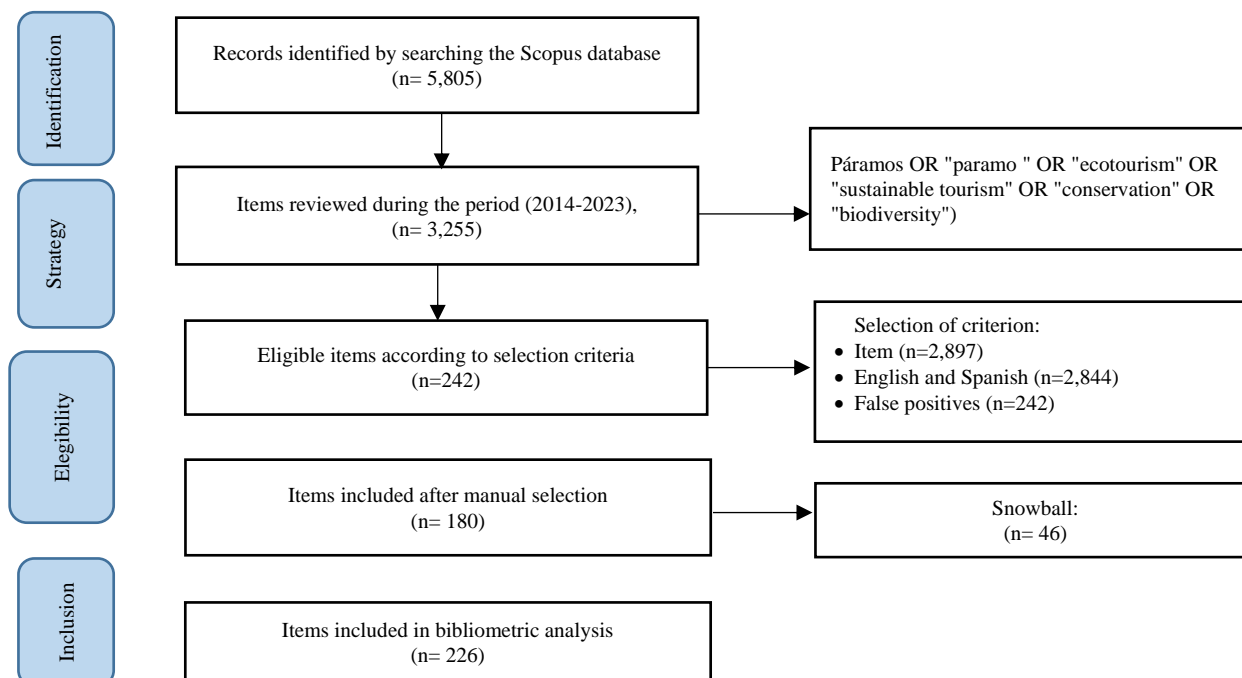 Identification
Records identified by searching the Scopus database
(n= 5,805)
Strategy
Items reviewed during the period (2014-2023),
(n= 3,255)
Páramos OR "paramo " OR "ecotourism" OR
"sustainable tourism" OR "conservation" OR
"biodiversity")
Elegibility
Eligible items according to selection criteria
(n=242)
Selection of criterion:
• Item (n=2,897)
• English and Spanish (n=2,844)
• False positives (n=242)
Items included after manual selection
(n= 180)
Snowball:
(n= 46)
Inclusion
Items included in bibliometric analysis
(n= 226)